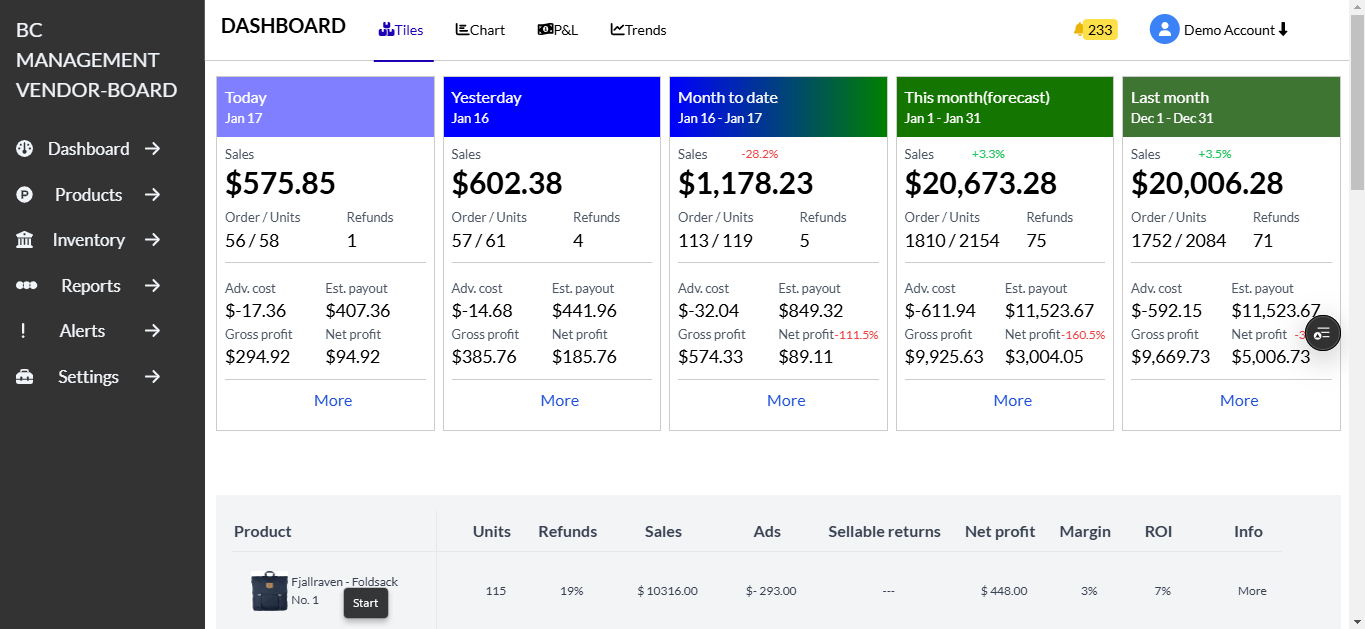 BC
MANAGEMENT
VENDOR-BOARD
Dashboard
Products
Inventory
Reports
Alerts
Settings
DASHBOARD
Tiles
Chart
P&L
Trends
233
Demo Account
Today
Jan 17
Sales
$575.85
Order / Units Refunds
56 / 58 1
Adv. cost Est. payout
$-17.36 $407.36
Gross profit Net profit
$294.92 $94.92
More
Yesterday
Jan 16
Sales
$602.38
Order / Units Refunds
57 / 61 4
Adv. cost Est. payout
$-14.68 $441.96
Gross profit Net profit
$385.76 $185.76
More
Month to date
Jan 16 - Jan 17
Sales -28.2%
$1,178.23
Order / Units Refunds
113 / 119 5
Adv. cost Est. payout
$-32.04 $849.32
Gross profit Net profit-111.5%
$574.33 $89.11
More
This month(forecast)
Jan 1 - Jan 31
Sales +3.3%
$20,673.28
Order / Units Refunds
1810 / 2154 75
Adv. cost Est. payout
$-611.94 $11,523.67
Gross profit Net profit-160.5%
$9,925.63 $3,004.05
More
Last month
Dec 1 - Dec 31
Sales +3.5%
$20,006.28
Order / Units Refunds
1752 / 2084 71
Adv. cost Est. payout
$-592.15 $11,523.67
Gross profit Net profit
$9,669.73 $5,006.73
More
Product Units Refunds Sales Ads Sellable returns Net profit Margin ROI Info
Fjallraven - Foldsack
No. 1
115 19% $ 10316.00 $- 293.00 --- $ 448.00 3% 7% More
Start